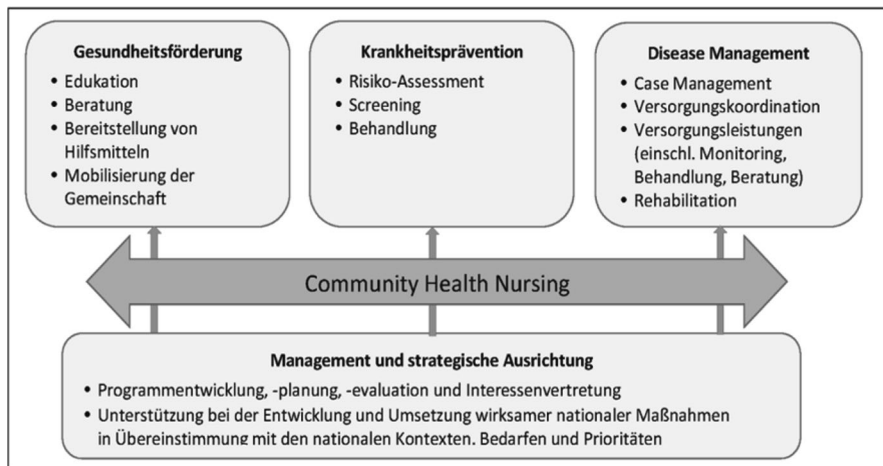 Gesundheitsförderung
• Edukation
• Beratung
• Bereitstellung von
Hilfsmitteln
• Mobilisierung der
Gemeinschaft
Krankheitsprävention
• Risiko-Assessment
• Screening
• Behandlung
Disease Management
• Case Management
• Versorgungskoordination
• Versorgungsleistungen
(einschl. Monitoring,
Behandlung, Beratung)
• Rehabilitation
Community Health Nursing
Management und strategische Ausrichtung
• Programmentwicklung, -planung, -evaluation und Interessenvertretung
• Unterstützung bei der Entwicklung und Umsetzung wirksamer nationaler Maßnahmen
in Übereinstimmung mit den nationalen Kontexten, Bedarfen und Prioritäten